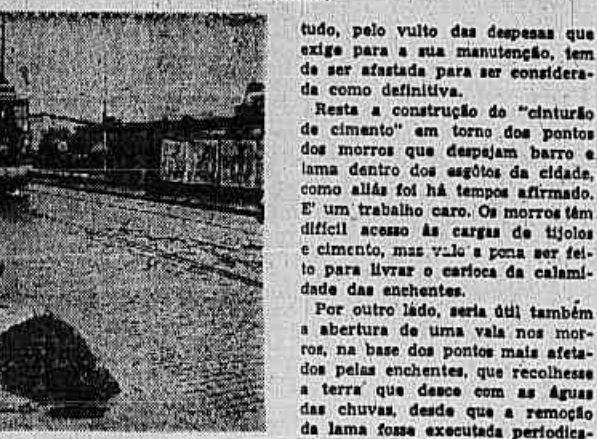 tudo, pelo vulto das despesas que
exige para a sua manutenção, tem
de ser afastada para ser considera-
da como definitiva.
Resta a construção do "cinturão
de cimento" em torno dos pontos
dos morros que despejam barro e
lama dentro dos esgôtos da cidade,
como aliás foi há tempos afirmado.
E' um trabalho caro. Os morros têm
difícil acesso às cargas de tijolos
e cimento, mas vale a pena ser fei-
to para livrar o carioca da calami-
dade das enchentes.
Por outro ládo, seria útil também
a abertura de uma vala nos mor-
ros, na base dos pontos mais afeta-
dos pelas enchentes, que recolhesse
a terra que desce com as águas
das chuvas, desde que a remoção
da lama fosse executada periodica-